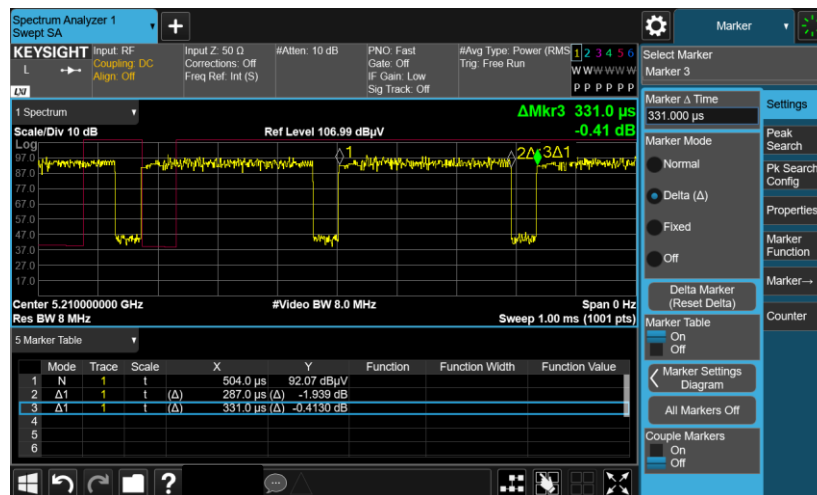 Spectrum Analyzer 1
Swept SA
+
Marker
KEYSIGHT
L
LXI
Input: RF
Coupling: DC
Align: Off
Input Z: 50 Ω
Corrections: Off
Freq Ref: Int (S)
#Atten: 10 dB
PNO: Fast
Gate: Off
IF Gain: Low
Sig Track: Off
#Avg Type: Power (RMS
Trig: Free Run
1 2 3 4 5 6
W W W W W W
P P P P P P
1 Spectrum
ΔMkr3 331.0 µs
-0.41 dB
Scale/Div 10 dB
Ref Level 106.99 dBµV
Log
97.0
87.0
77.0
67.0
57.0
47.0
37.0
27.0
17.0
1
2Δ1
3Δ1
Center 5.210000000 GHz
#Video BW 8.0 MHz
Span 0 Hz
Res BW 8 MHz
Sweep 1.00 ms (1001 pts)
5 Marker Table
Mode Trace Scale X Y Function Function Width Function Value
1 N 1 t 504.0 µs 92.07 dBµV
2 Δ1 1 t (Δ) 287.0 µs (Δ) -1.939 dB
3 Δ1 1 t (Δ) 331.0 µs (Δ) -0.4130 dB
4
5
6
?
Select Marker
Marker 3
Marker Δ Time
331.000 µs
Marker Mode
Normal
Delta (Δ)
Fixed
Off
Delta Marker
(Reset Delta)
Marker Table
On
Off
Marker Settings
Diagram
All Markers Off
Couple Markers
On
Off
Settings
Peak
Search
Pk Search
Config
Properties
Marker
Function
Marker→
Counter